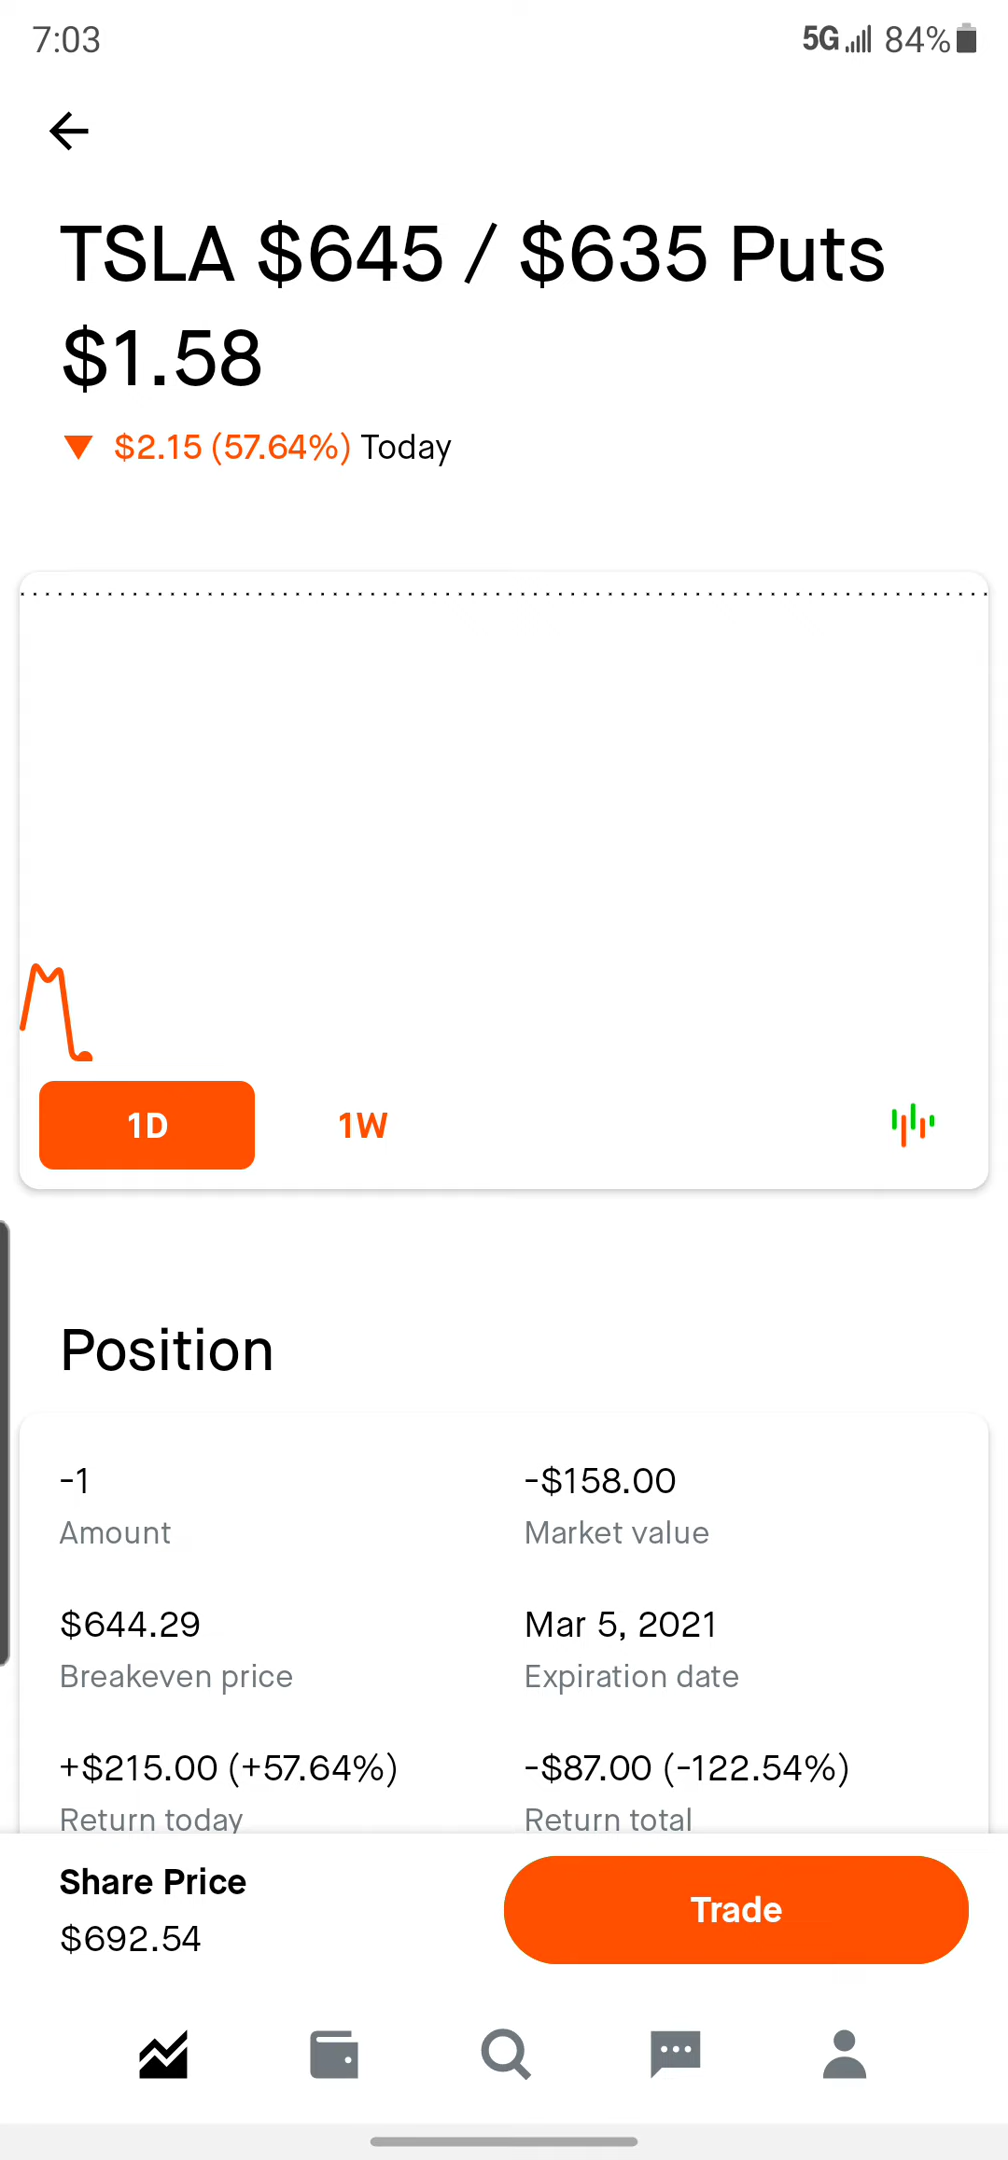 7:03 5G 84%
TSLA $645 / $635 Puts
$1.58
▼ $2.15 (57.64%) Today
1D 1W
Position
-1 -$158.00
Amount Market value
$644.29 Mar 5, 2021
Breakeven price Expiration date
+$215.00 (+57.64%) -$87.00 (-122.54%)
Return today Return total
Share Price
$692.54
Trade